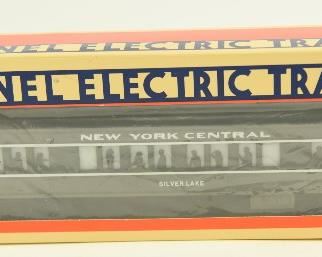 NEL ELECTRIC TRA
NEW YORK CENTRAL
SILVER LAKE